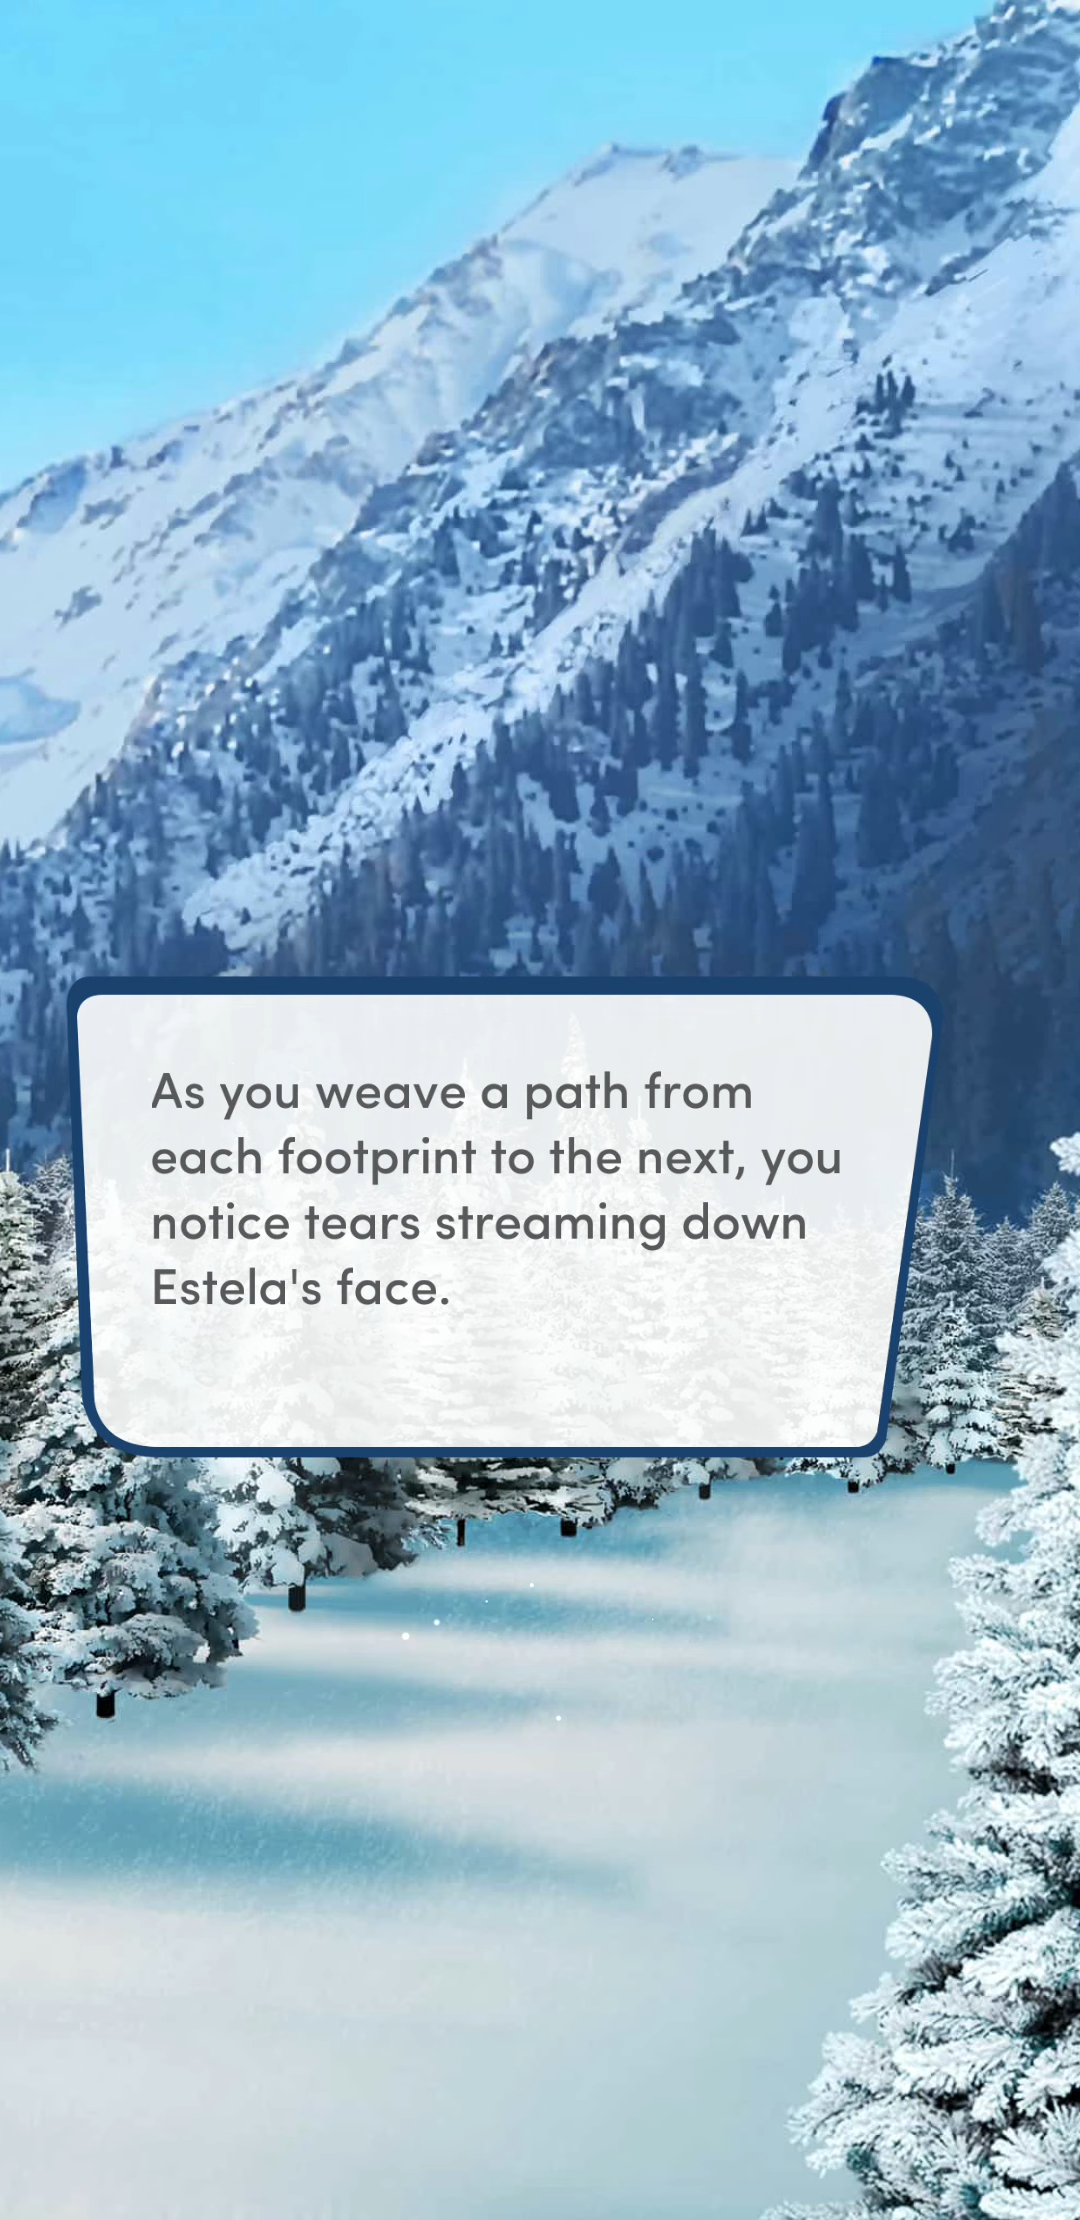 As you weave a path from
each footprint to the next, you
notice tears streaming down
Estela's face.